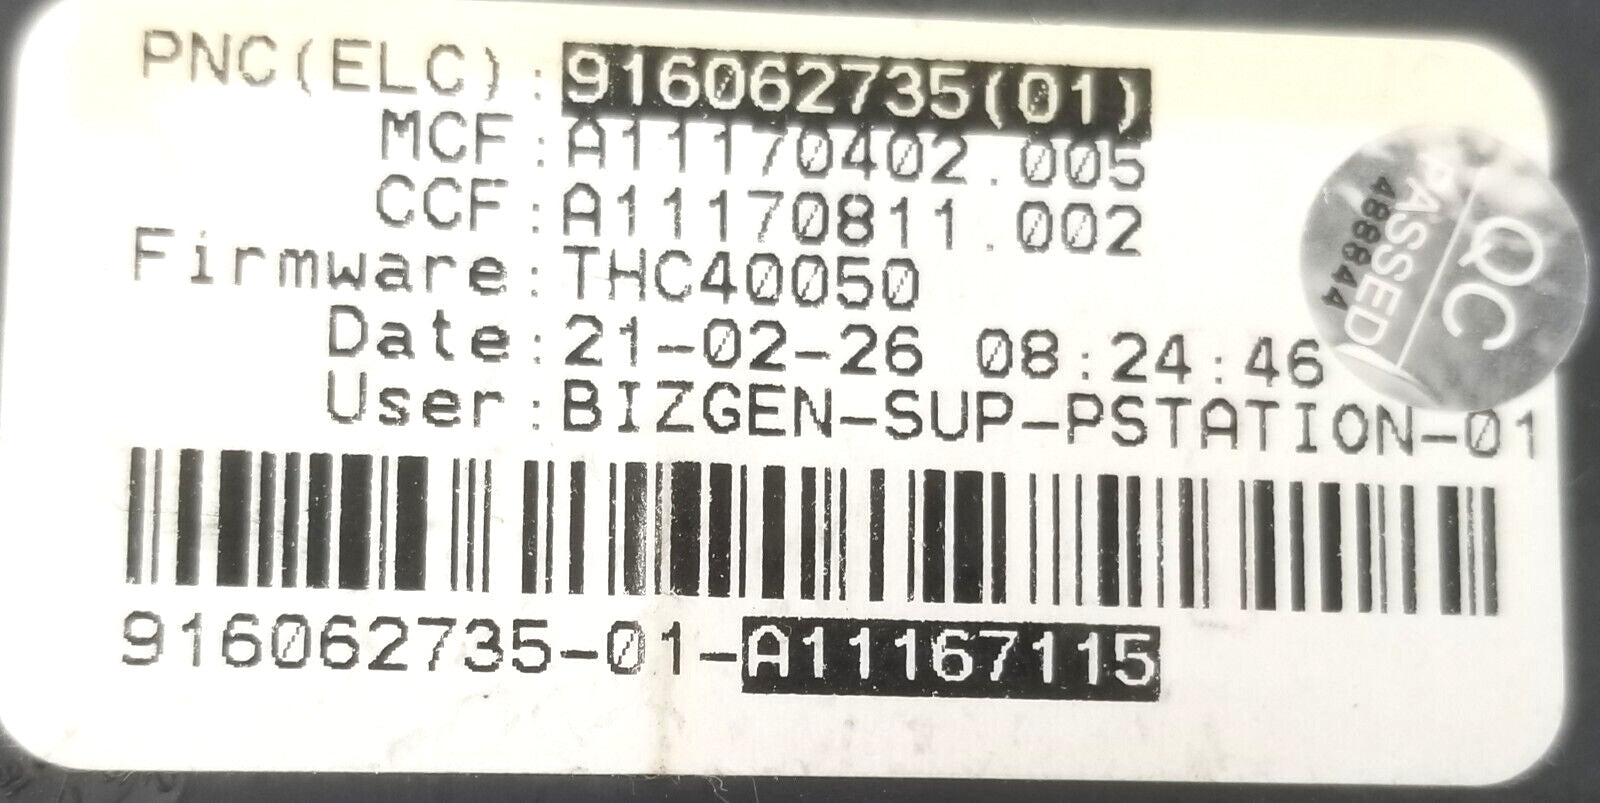 PNC(ELC):916062735(01)
MCF:A11170402.005
CCF:A11170811.002
Firmware:THC40050
Date:21-02-26 08:24:46
User:BIZGEN-SUP-PSTATION-01
916062735-01-A11167115
QC
PASSED
488644